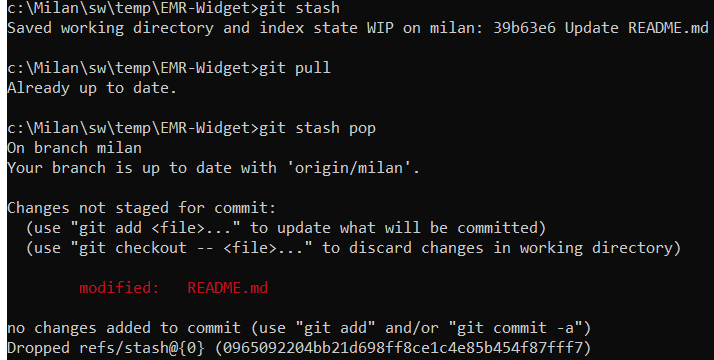 c:\Milan\sw\temp\EMR-Widget>git stash
Saved working directory and index state WIP on milan: 39b63e6 Update README.md
c:\Milan\sw\temp\EMR-Widget>git pull
Already up to date.
c:\Milan\sw\temp\EMR-Widget>git stash pop
On branch milan
Your branch is up to date with 'origin/milan'.
Changes not staged for commit:
  (use "git add <file>..." to update what will be committed)
  (use "git checkout -- <file>..." to discard changes in working directory)
        modified:   README.md
no changes added to commit (use "git add" and/or "git commit -a")
Dropped refs/stash@{0} (0965092204bb21d698ff8ce1c4e85b454f87fff7)